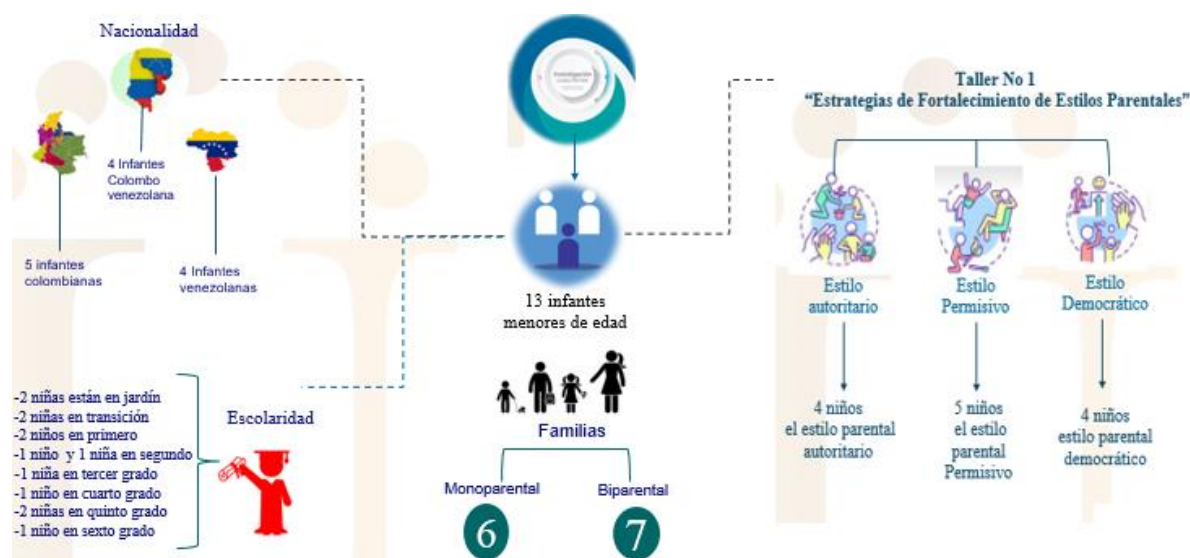 Nacionalidad
4 Infantes
Colombo
venezolana
5 infantes
colombianas
4 Infantes
venezolanas
-2 niñas están en jardín
-2 niñas en transición
-2 niños en primero
-1 niño y 1 niña en segundo
-1 niña en tercer grado
-1 niño en cuarto grado
-2 niñas en quinto grado
-1 niño en sexto grado
Escolaridad
Investigación
13 infantes
menores de edad
Familias
Monoparental
Biparental
6
7
Taller No 1
“Estrategias de Fortalecimiento de Estilos Parentales”
Estilo
autoritario
Estilo
Permisivo
Estilo
Democrático
4 niños
el estilo parental
autoritario
5 niños
el estilo
parental
Permisivo
4 niños
estilo parental
democrático